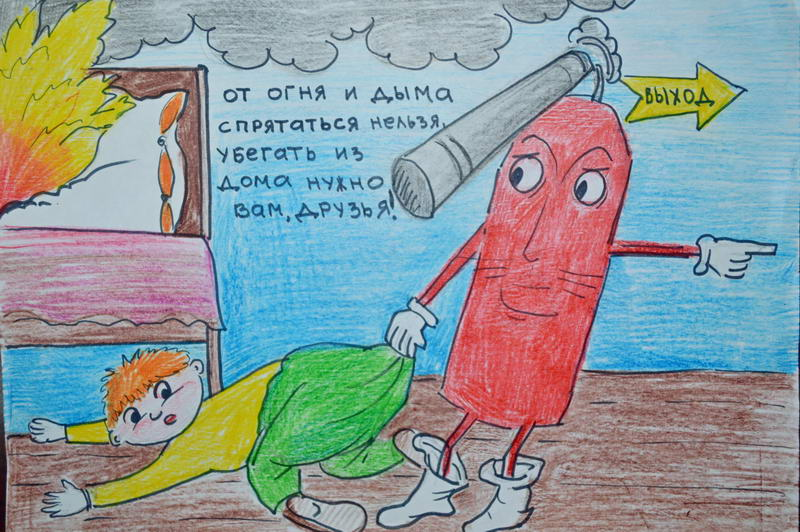 от огня и дыма
спрятаться нельзя,
убегать из
дома нужно
вам, друзья!
выход